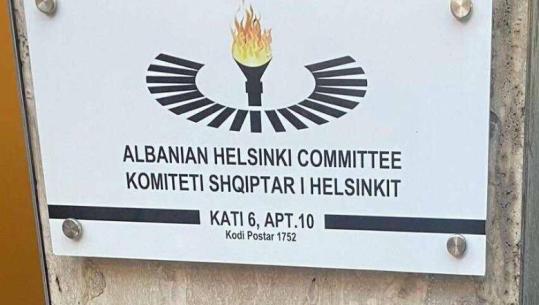 ALBANIAN HELSINKI COMMITTEE
KOMITETI SHQIPTAR I HELSINKIT
KATI 6, APT.10
Kodi Postar 1752